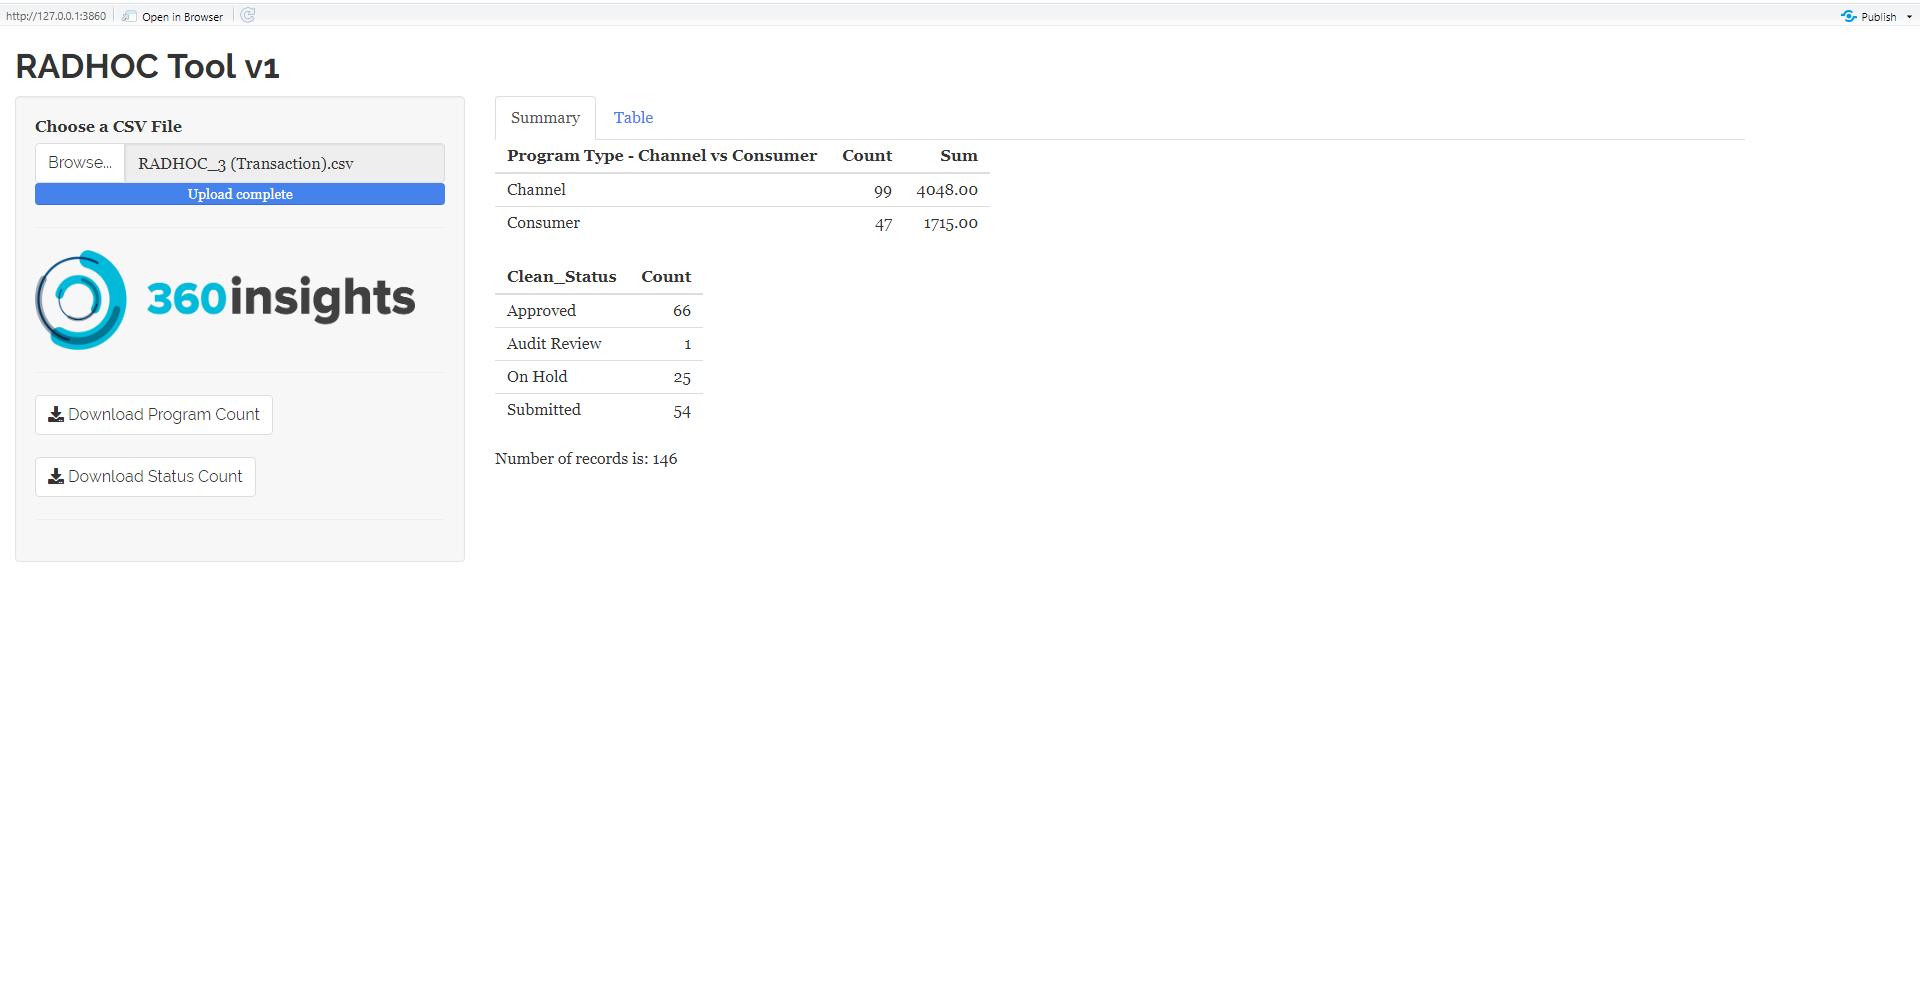 http://127.0.0.1:3860 Open in Browser Publish
RADHOC Tool v1
Choose a CSV File
Browse... RADHOC_3 (Transaction).csv
Upload complete
360insights
Download Program Count
Download Status Count
Summary Table
Program Type - Channel vs Consumer Count Sum
Channel 99 4048.00
Consumer 47 1715.00
Clean_Status Count
Approved 66
Audit Review 1
On Hold 25
Submitted 54
Number of records is: 146